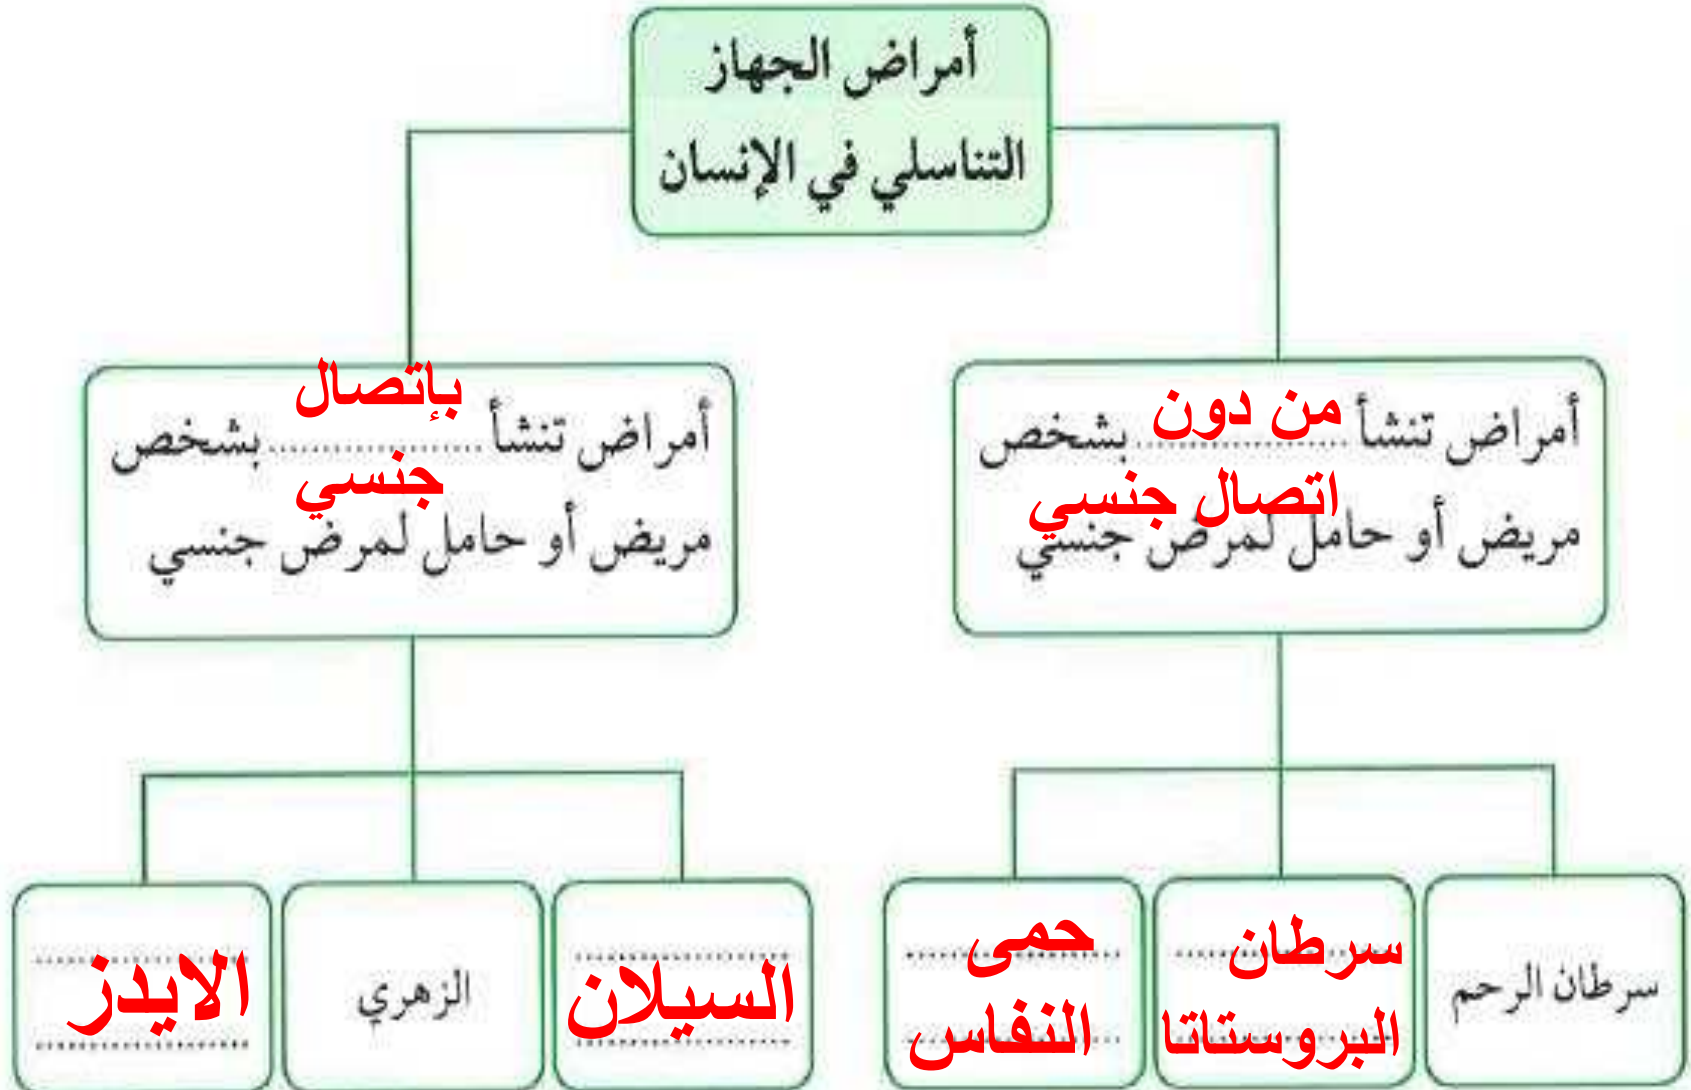 أمراض الجهاز
التناسلي في الإنسان
أمراض تنشأ من دون بشخص
اتصال جنسي
مريض أو حامل لمرض جنسي
بإتصال
أمراض تنشأ بشخص
جنسي
مريض أو حامل لمرض جنسي
سرطان الرحم
سرطان
البروستاتا
حمى
النفاس
السيلان
الزهري
الايدز